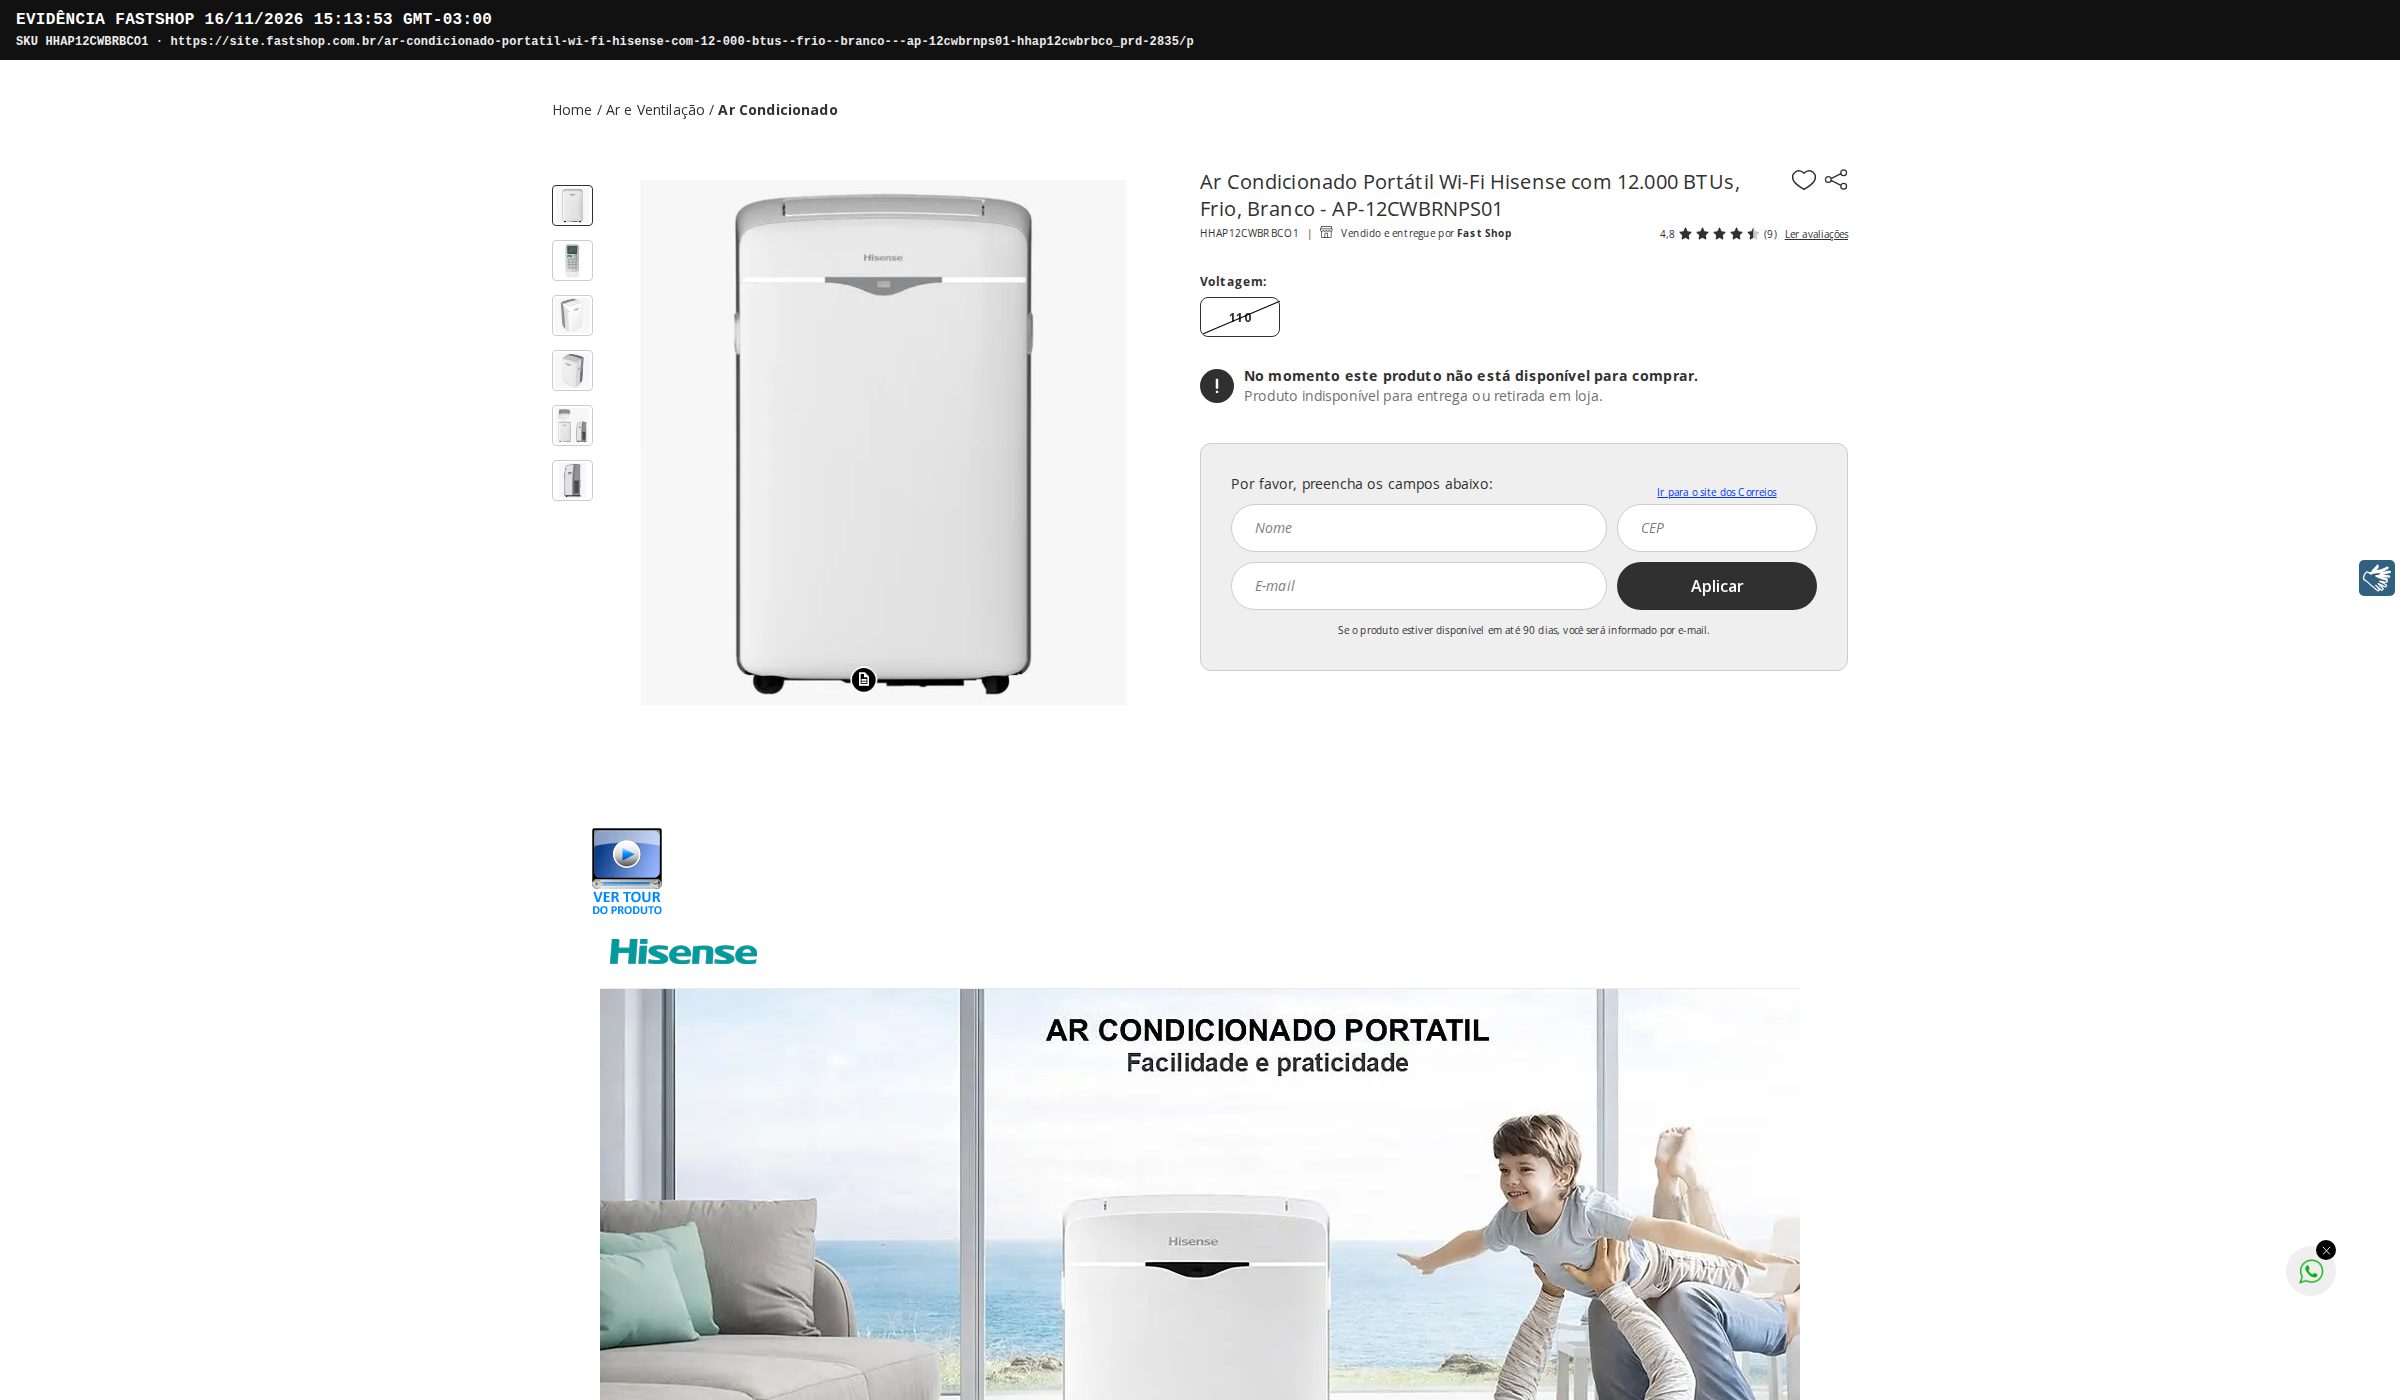 EVIDÊNCIA FASTSHOP 16/11/2026 15:13:53 GMT-03:00
SKU HHAP12CWBRBCO1 · https://site.fastshop.com.br/ar-condicionado-portatil-wi-fi-hisense-com-12-000-btus--frio--branco---ap-12cwbrnps01-hhap12cwbrbco_prd-2835/p
Home / Ar e Ventilação / Ar Condicionado
Hisense
Ar Condicionado Portátil Wi-Fi Hisense com 12.000 BTUs,
Frio, Branco - AP-12CWBRNPS01
HHAP12CWBRBCO1 | Vendido e entregue por Fast Shop
4,8 (9) Ler avaliações
Voltagem:
110
No momento este produto não está disponível para comprar.
Produto indisponível para entrega ou retirada em loja.
Por favor, preencha os campos abaixo:
Ir para o site dos Correios
Nome
CEP
E-mail
Aplicar
Se o produto estiver disponível em até 90 dias, você será informado por e-mail.
VER TOUR
DO PRODUTO
Hisense
AR CONDICIONADO PORTATIL
Facilidade e praticidade
Hisense